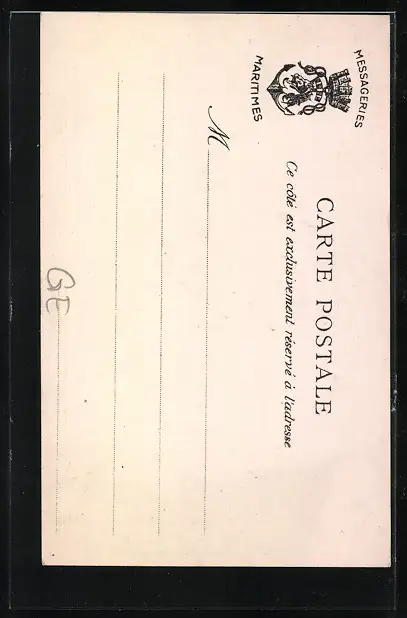 MESSAGERIES
MARITIMES
CARTE POSTALE
Ce côté est exclusivement réservé à l'adresse
M
GE